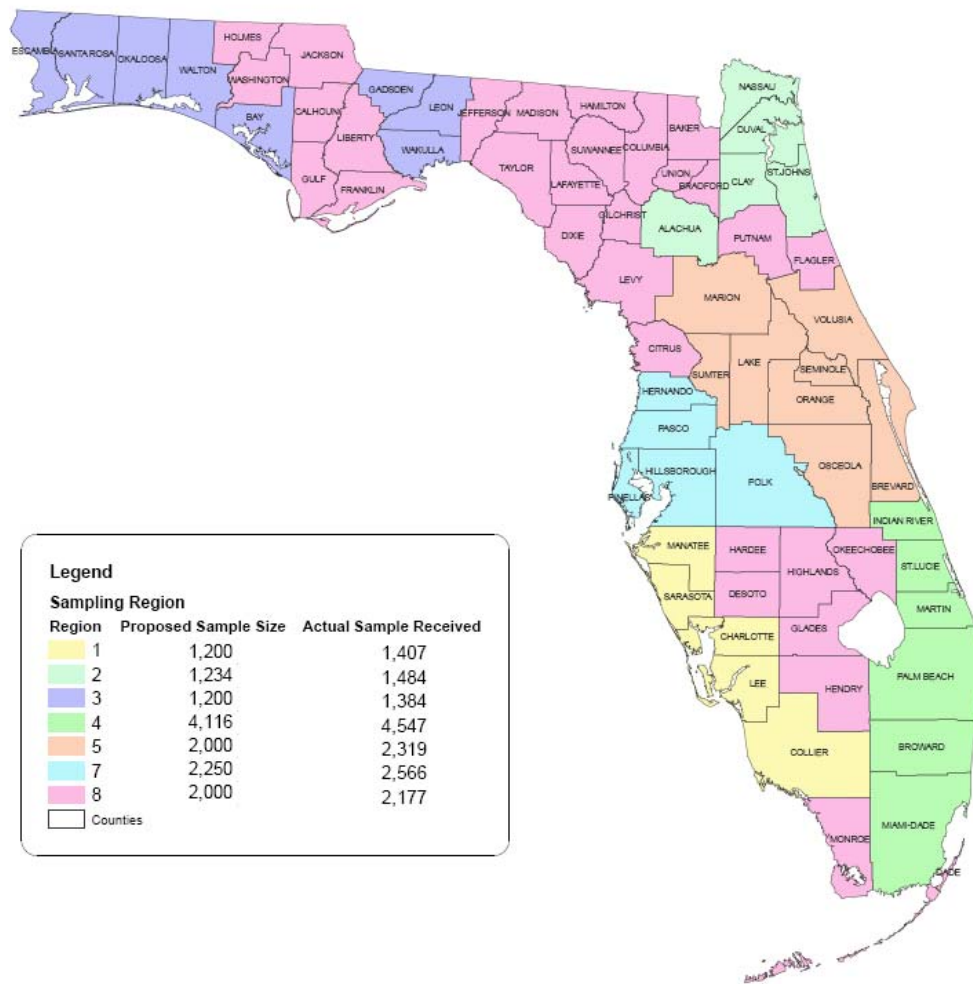 HOLMES
JACKSON
ESCAMBIA
SANTA ROSA
OKALOOSA
WALTON
WASHINGTON
GADSDEN
LEON
NASSAU
BAY
CALHOUN
LIBERTY
JEFFERSON
MADISON
HAMILTON
BAKER
DUVAL
WAKULLA
SUWANNEE
COLUMBIA
TAYLOR
LAFAYETTE
UNION
BRADFORD
CLAY
ST.JOHNS
GULF
FRANKLIN
GILCHRIST
ALACHUA
DIXIE
PUTNAM
FLAGLER
LEVY
MARION
VOLUSIA
CITRUS
LAKE
SUMTER
SEMINOLE
HERNANDO
ORANGE
PASCO
HILLSBOROUGH
POLK
OSCEOLA
PINELLAS
BREVARD
INDIAN RIVER
MANATEE
HARDEE
OKEECHOBEE
HIGHLANDS
ST.LUCIE
SARASOTA
DESOTO
MARTIN
CHARLOTTE
GLADES
LEE
HENDRY
PALM BEACH
COLLIER
BROWARD
MIAMI-DADE
MONROE
DADE
Legend
Sampling Region
Region Proposed Sample Size Actual Sample Received
1 1,200 1,407
2 1,234 1,484
3 1,200 1,384
4 4,116 4,547
5 2,000 2,319
7 2,250 2,566
8 2,000 2,177
Counties